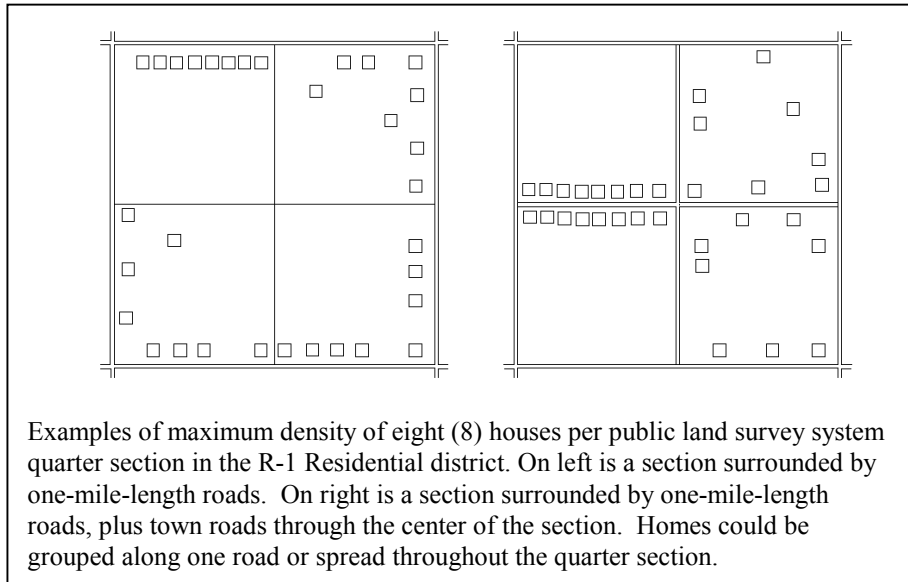 Examples of maximum density of eight (8) houses per public land survey system
quarter section in the R-1 Residential district. On left is a section surrounded by
one-mile-length roads.  On right is a section surrounded by one-mile-length
roads, plus town roads through the center of the section.  Homes could be
grouped along one road or spread throughout the quarter section.